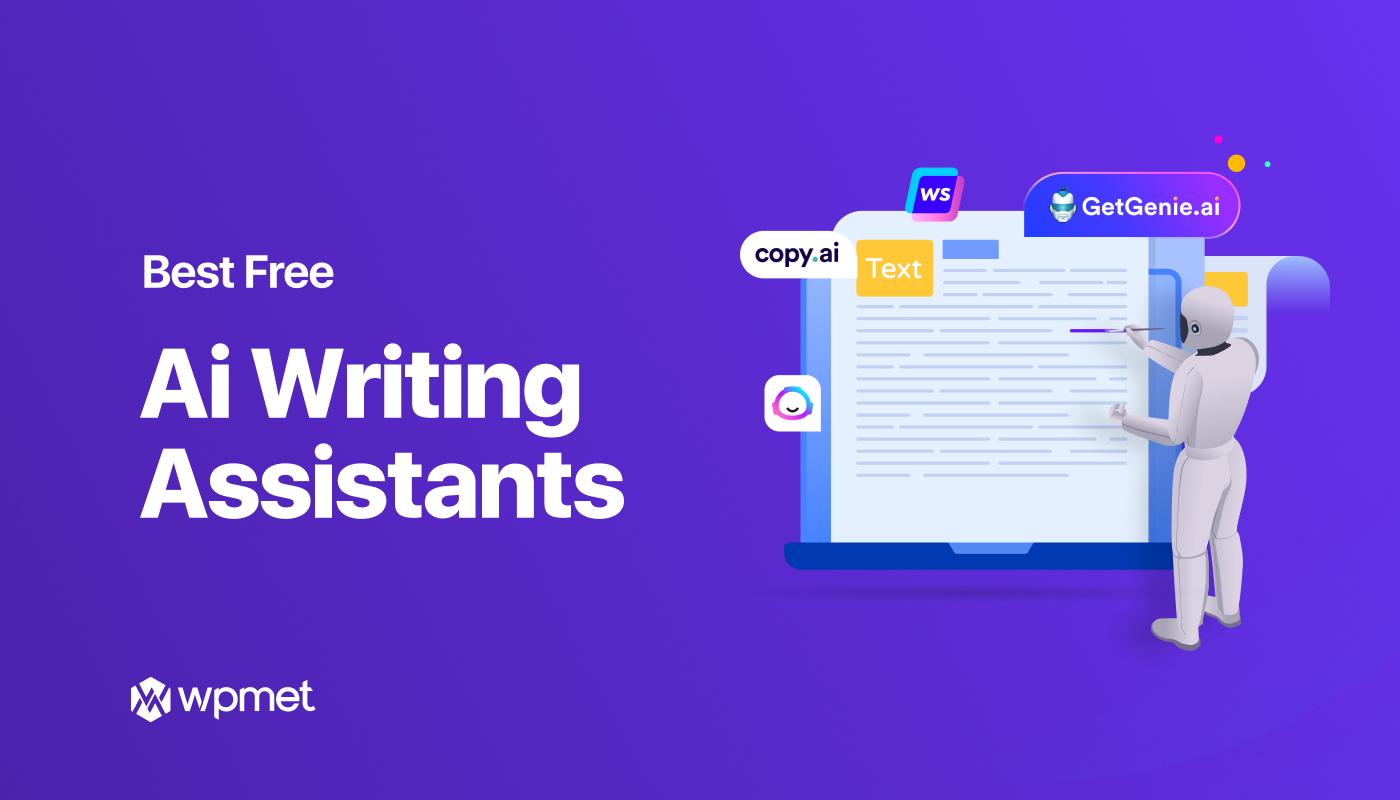 Best Free
Ai Writing
Assistants
wpmet
ws
GetGenie.ai
copy.ai
Text